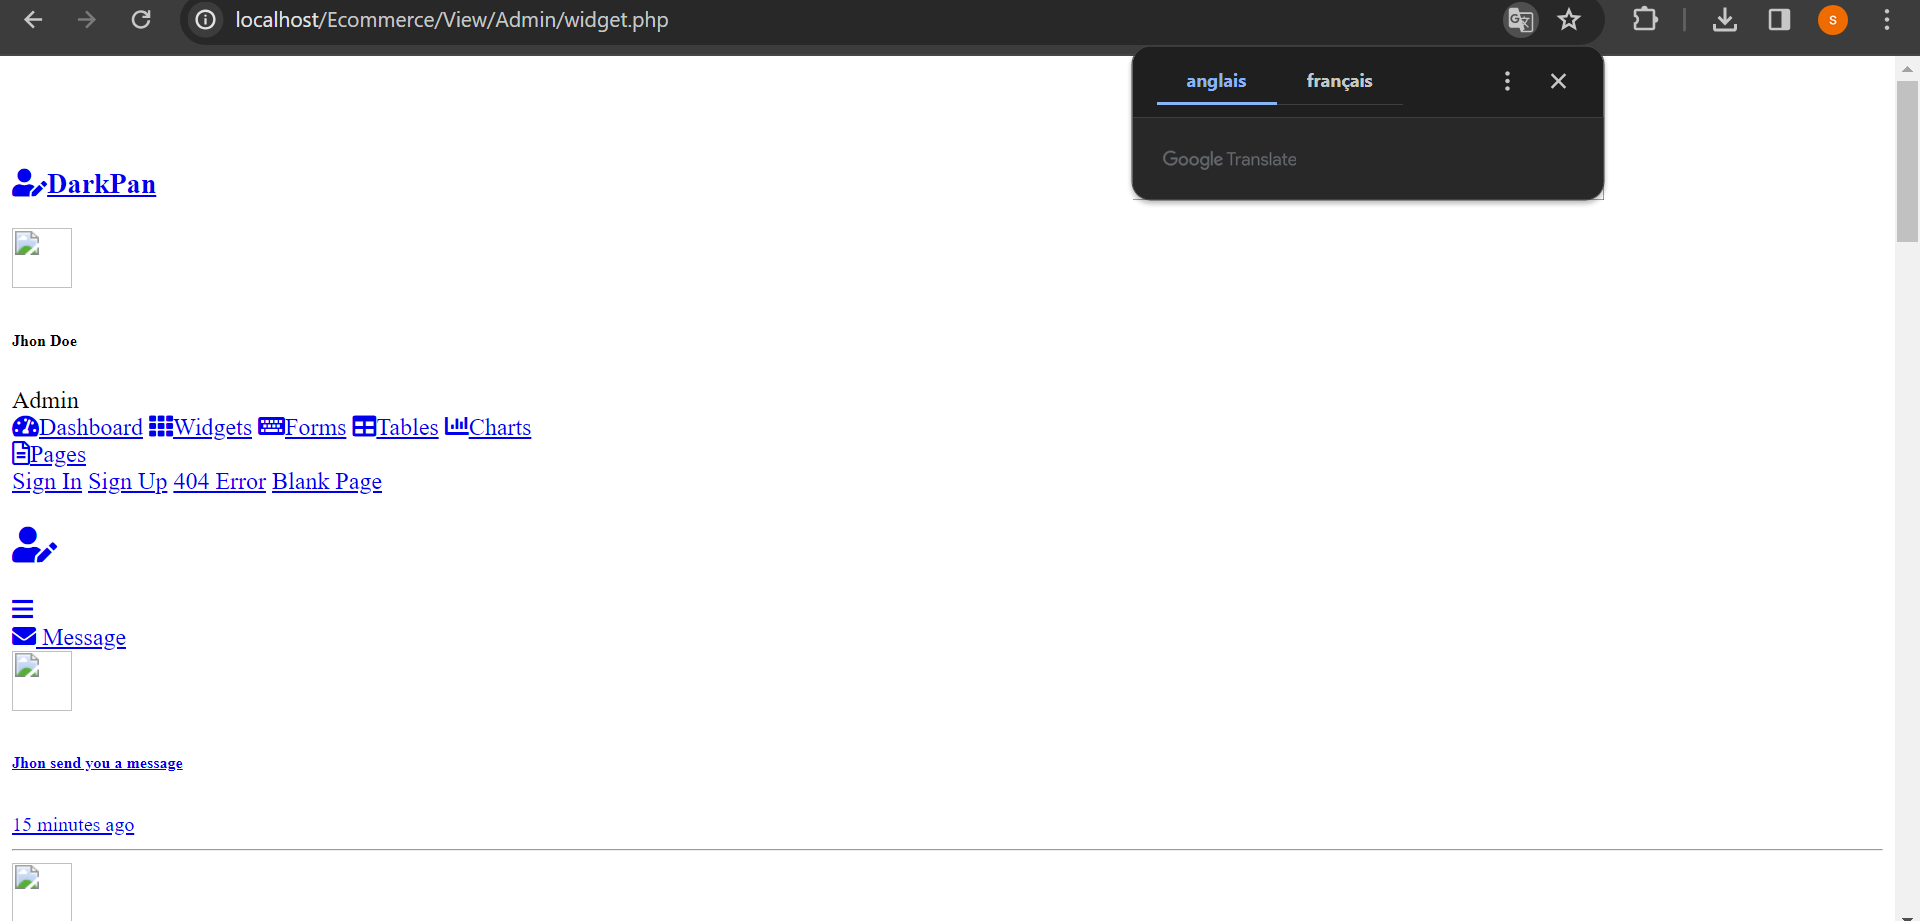 localhost/Ecommerce/View/Admin/widget.php
S
anglais français
Google Translate
DarkPan
Jhon Doe
Admin
Dashboard Widgets Forms Tables Charts
Pages
Sign In Sign Up 404 Error Blank Page
Message
Jhon send you a message
15 minutes ago